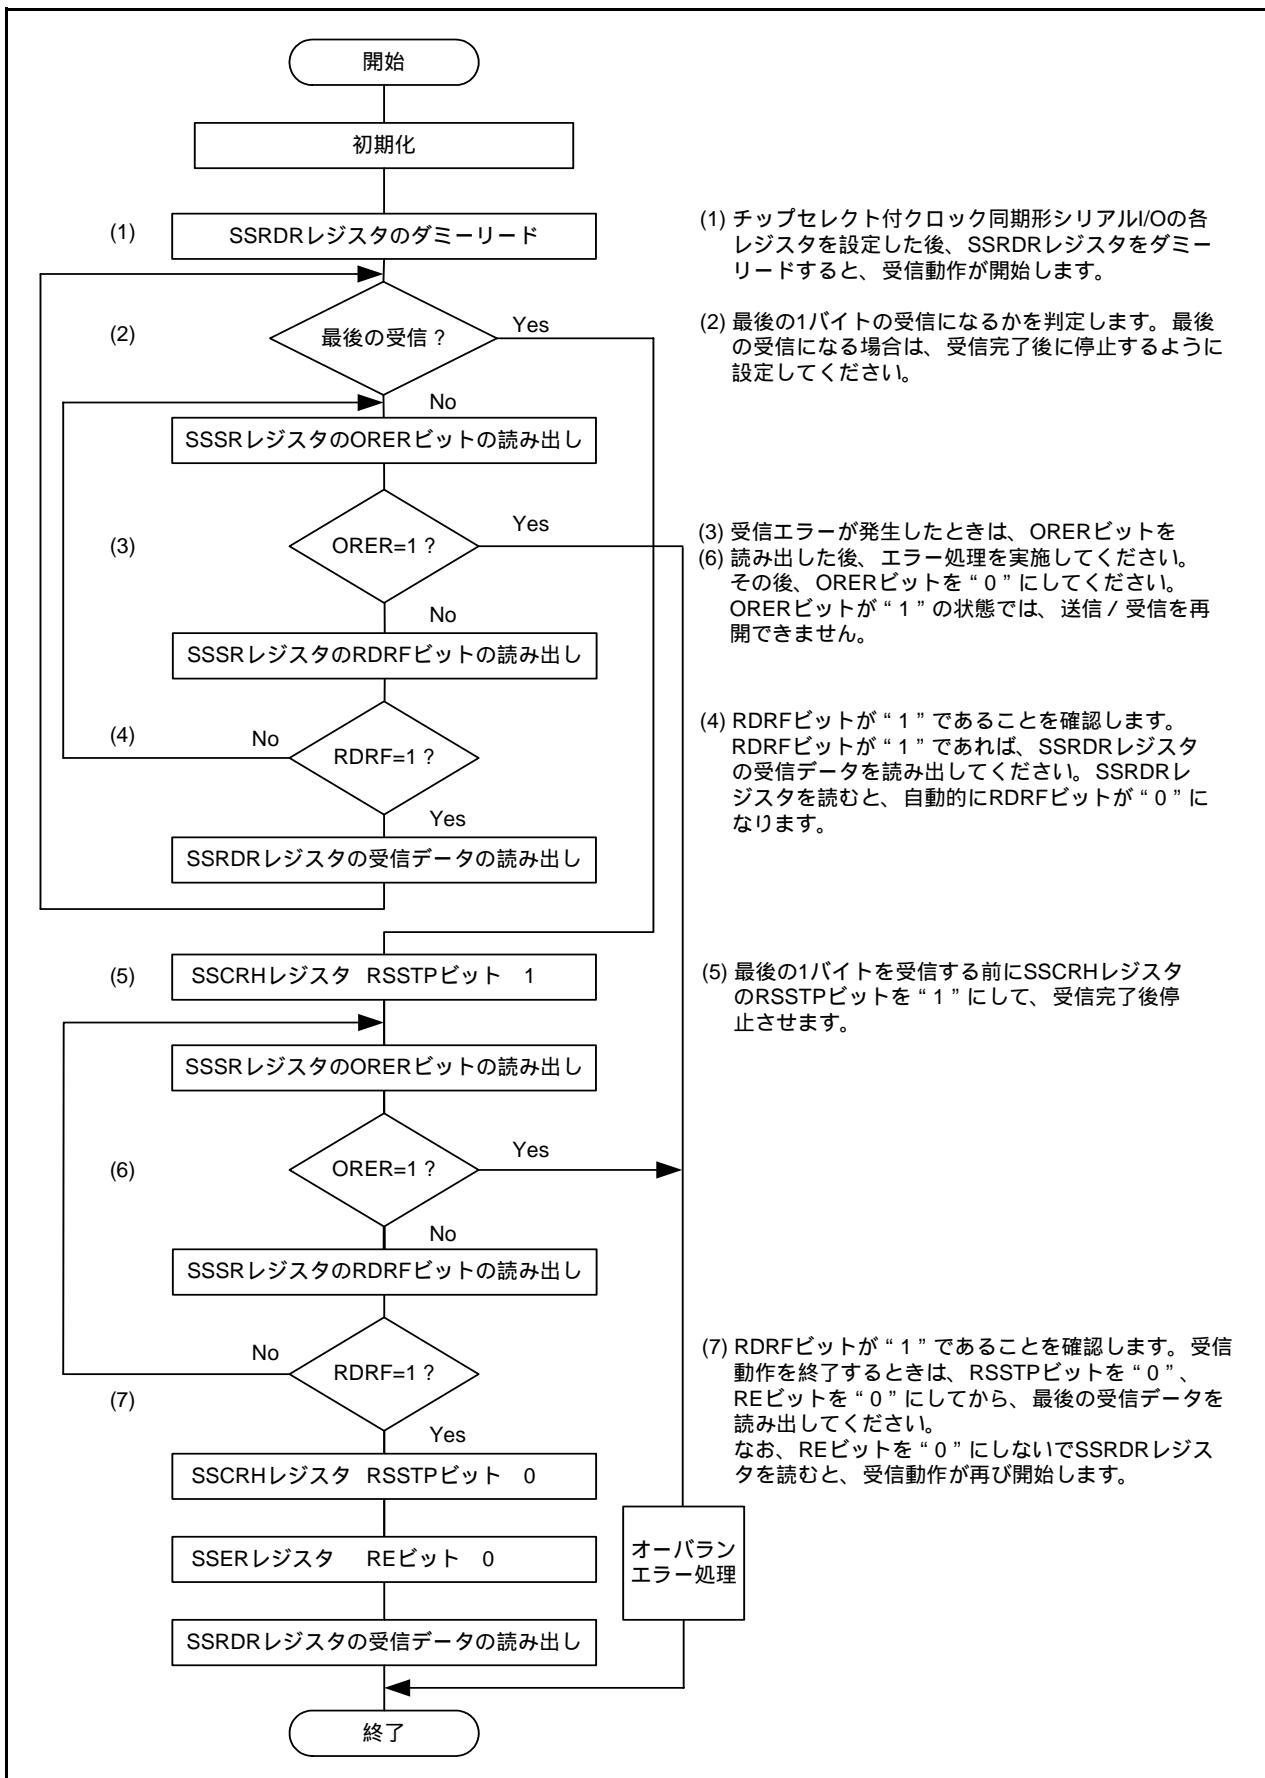 開始
初期化
(1)
SSRDRレジスタのダミーリード
(2)
最後の受信 ?
Yes
No
SSSRレジスタのORERビットの読み出し
(3)
ORER=1 ?
Yes
No
SSSRレジスタのRDRFビットの読み出し
(4)
No
RDRF=1 ?
Yes
SSRDRレジスタの受信データの読み出し
(5)
SSCRHレジスタ RSSTPビット 1
SSSRレジスタのORERビットの読み出し
(6)
ORER=1 ?
Yes
No
SSSRレジスタのRDRFビットの読み出し
No
RDRF=1 ?
(7)
Yes
SSCRHレジスタ RSSTPビット 0
SSERレジスタ REビット 0
SSRDRレジスタの受信データの読み出し
オーバラン
エラー処理
終了
(1) チップセレクト付クロック同期形シリアルI/Oの各
レジスタを設定した後、SSRDRレジスタをダミー
リードすると、受信動作が開始します。
(2) 最後の1バイトの受信になるかを判定します。最後
の受信になる場合は、受信完了後に停止するように
設定してください。
(3) 受信エラーが発生したときは、ORERビットを
(6) 読み出した後、エラー処理を実施してください。
その後、ORERビットを“0”にしてください。
ORERビットが“1”の状態では、送信/受信を再
開できません。
(4) RDRFビットが“1”であることを確認します。
RDRFビットが“1”であれば、SSRDRレジスタ
の受信データを読み出してください。SSRDRレ
ジスタを読むと、自動的にRDRFビットが“0”に
なります。
(5) 最後の1バイトを受信する前にSSCRHレジスタ
のRSSTPビットを“1”にして、受信完了後停
止させます。
(7) RDRFビットが“1”であることを確認します。受信
動作を終了するときは、RSSTPビットを“0”、
REビットを“0”にしてから、最後の受信データを
読み出してください。
なお、REビットを“0”にしないでSSRDRレジス
タを読むと、受信動作が再び開始します。